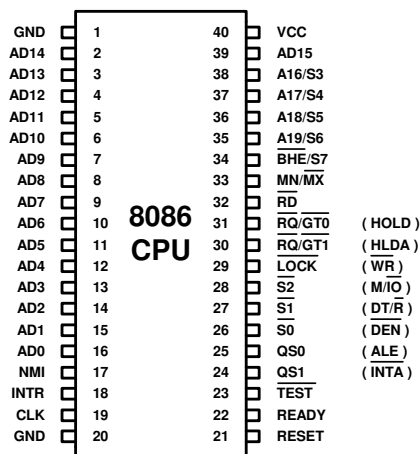 GND 1 40 VCC
AD14 2 39 AD15
AD13 3 38 A16/S3
AD12 4 37 A17/S4
AD11 5 36 A18/S5
AD10 6 35 A19/S6
AD9 7 34 BHE/S7
AD8 8 33 MN/MX
AD7 9 32 RD
AD6 10 8086 31 RQ/GT0 ( HOLD )
AD5 11 CPU 30 RQ/GT1 ( HLDA )
AD4 12 29 LOCK ( WR )
AD3 13 28 S2 ( M/IO )
AD2 14 27 S1 ( DT/R )
AD1 15 26 S0 ( DEN )
AD0 16 25 QS0 ( ALE )
NMI 17 24 QS1 ( INTA )
INTR 18 23 TEST
CLK 19 22 READY
GND 20 21 RESET